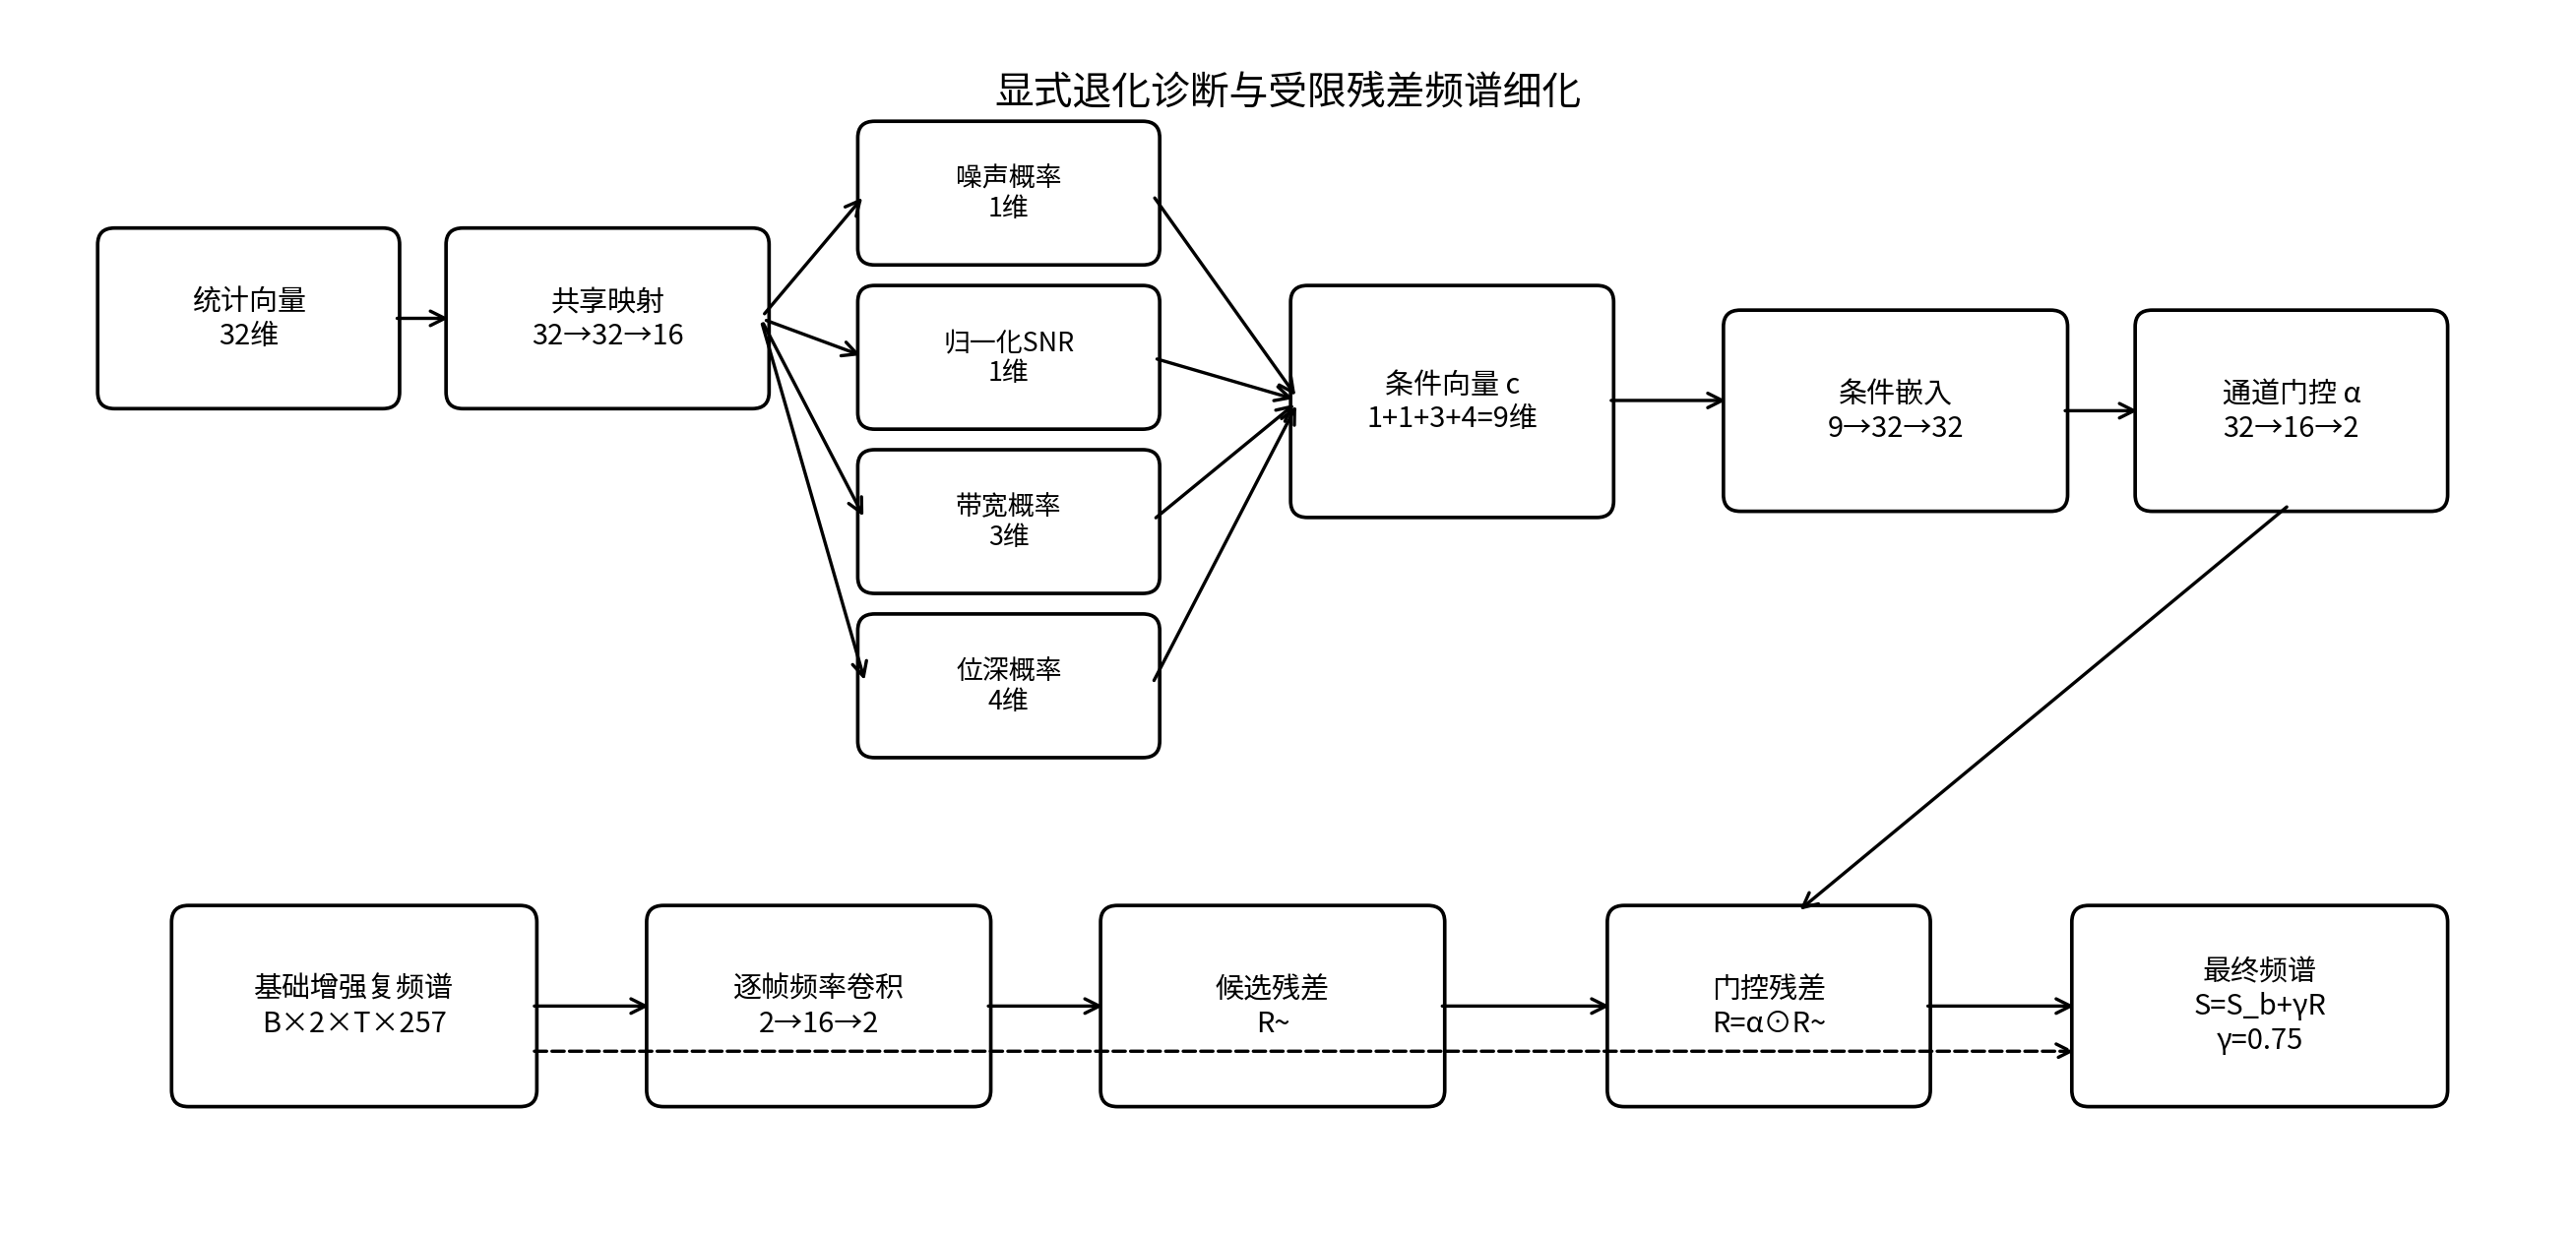 显式退化诊断与受限残差频谱细化
统计向量
32维
共享映射
32→32→16
噪声概率
1维
归一化SNR
1维
带宽概率
3维
位深概率
4维
条件向量 c
1+1+3+4=9维
条件嵌入
9→32→32
通道门控 α
32→16→2
基础增强复频谱
B×2×T×257
逐帧频率卷积
2→16→2
候选残差
R~
门控残差
R=α⊙R~
最终频谱
S=S_b+γR
γ=0.75